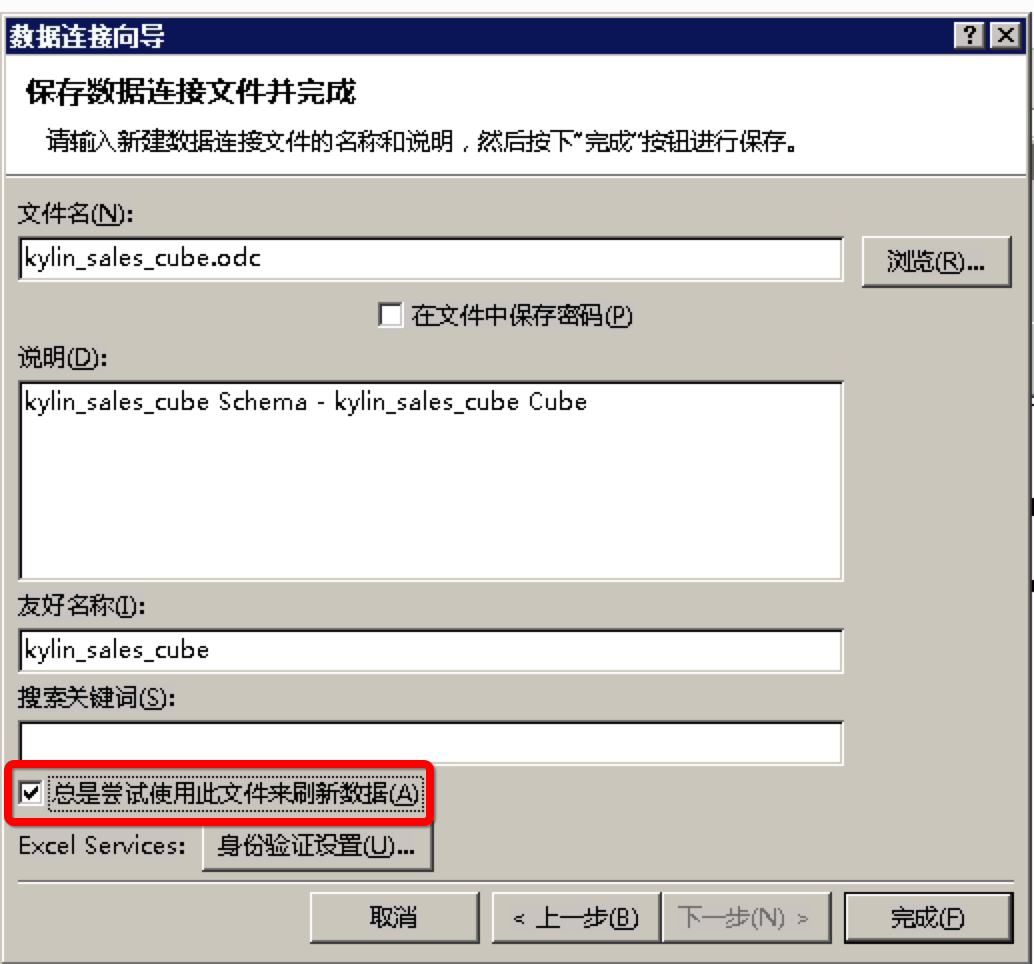 数据连接向导
保存数据连接文件并完成
请输入新建数据连接文件的名称和说明，然后按下"完成"按钮进行保存。
文件名(N):
kylin_sales_cube.odc 浏览(R)...
在文件中保存密码(P)
说明(D):
kylin_sales_cube Schema - kylin_sales_cube Cube
友好名称(I):
kylin_sales_cube
搜索关键词(S):
总是尝试使用此文件来刷新数据(A)
Excel Services: 身份验证设置(U)...
取消 < 上一步(B) 下一步(N) > 完成(F)